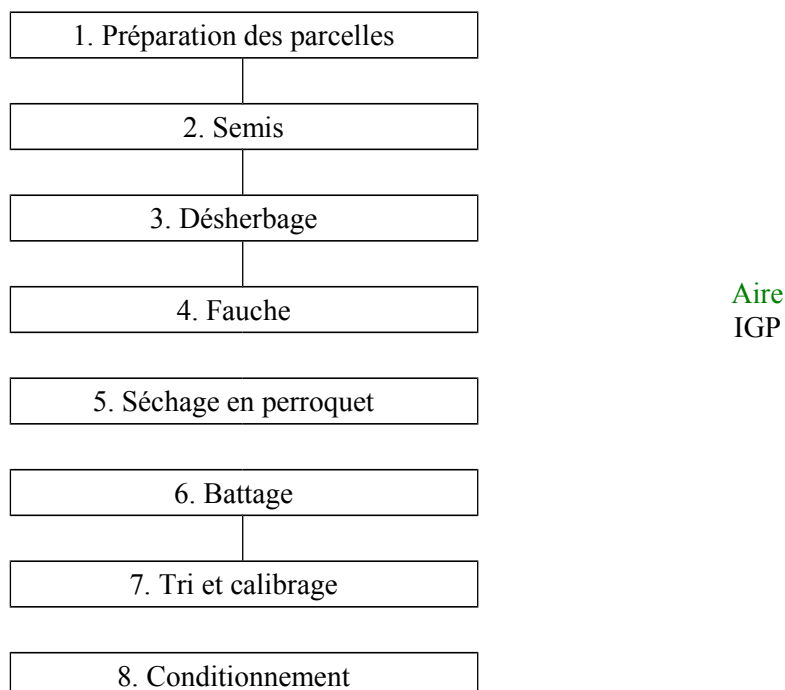 1. Préparation des parcelles
2. Semis
3. Désherbage
4. Fauche
Aire
IGP
5. Séchage en perroquet
6. Battage
7. Tri et calibrage
8. Conditionnement